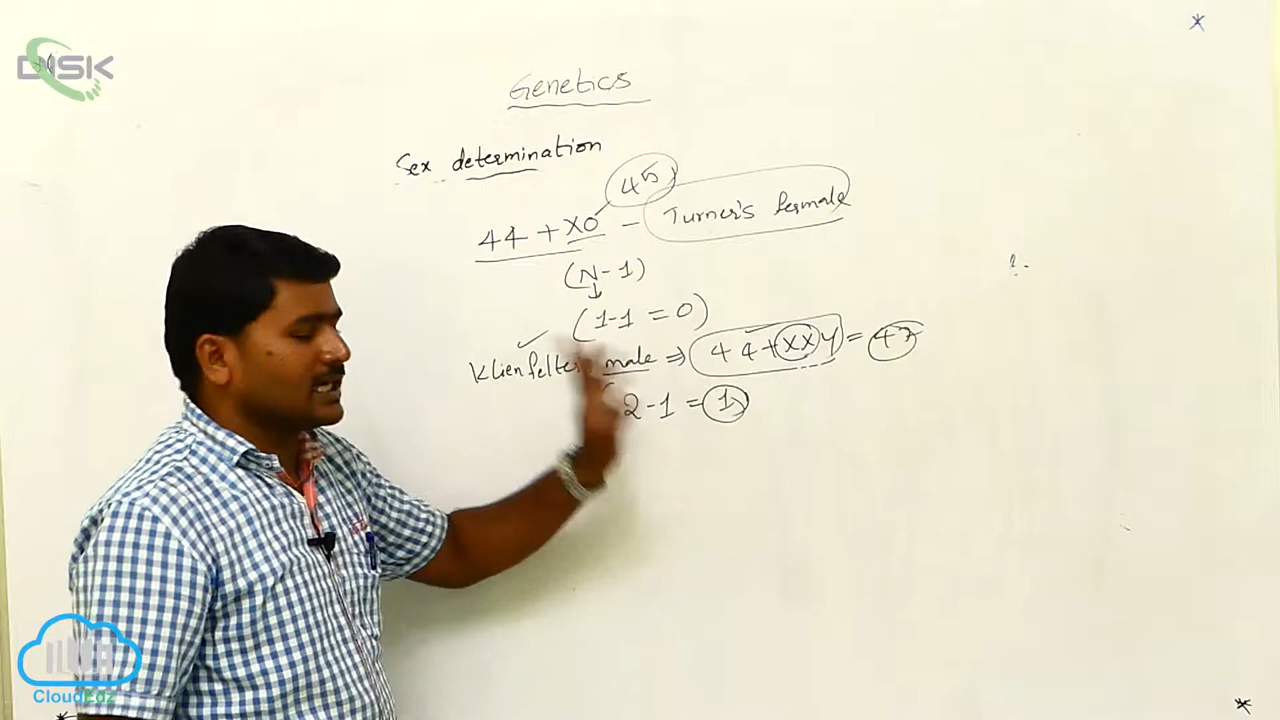 DISK
Genetics
Sex determination
45
44 + XO - Turner's female
(N-1)
(1-1 = 0)
Klienfelter male ⇒ 44+XXY = 47
2-1 = 1
CloudEdz